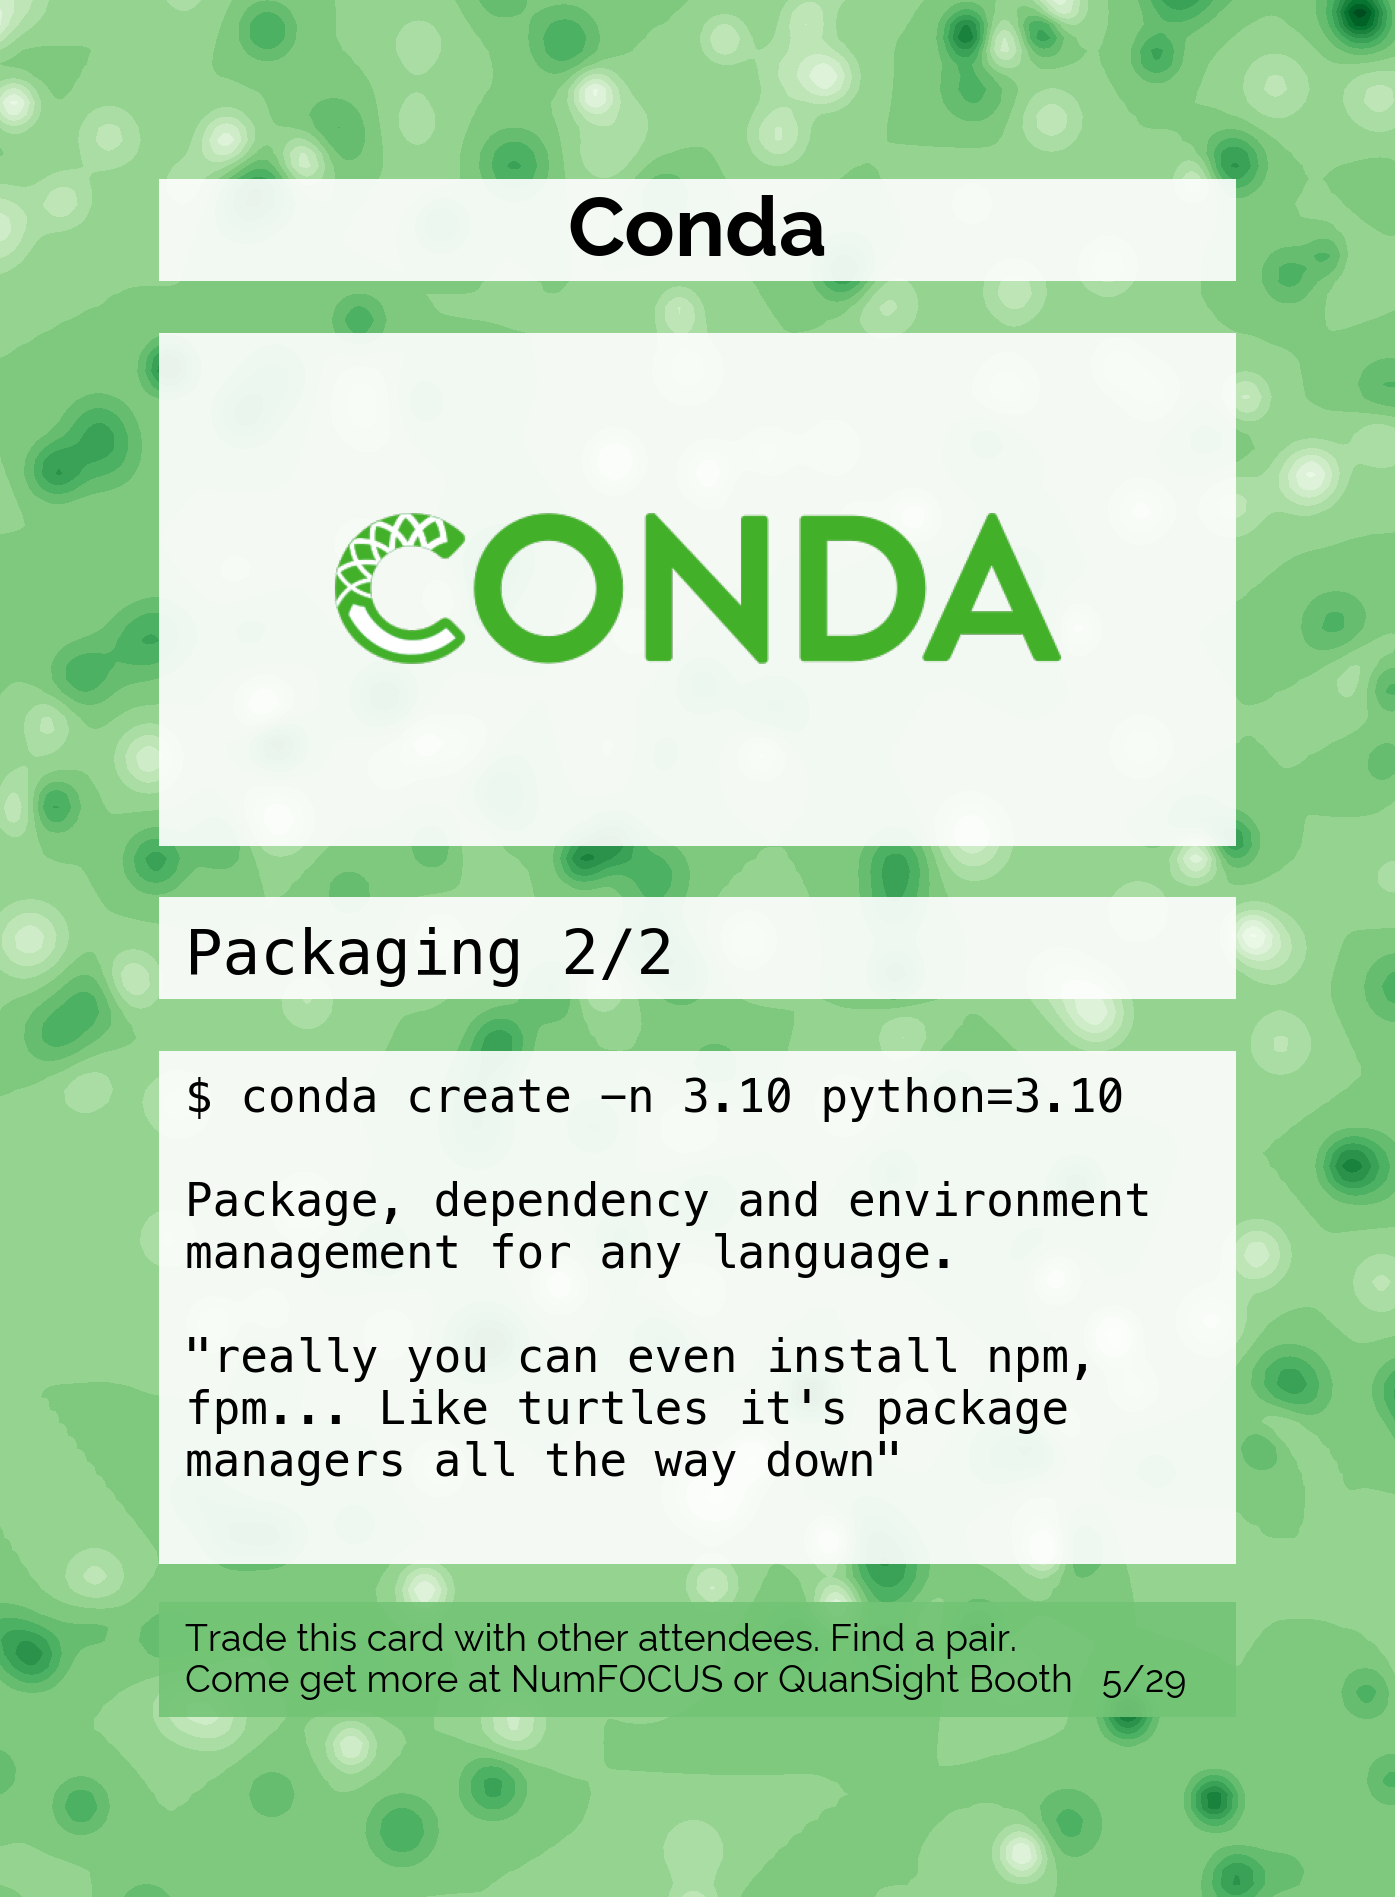 Conda
CONDA
Packaging 2/2
$ conda create −n 3.10 python=3.10
Package, dependency and environment
management for any language.
"really you can even install npm,
fpm... Like turtles it's package
managers all the way down"
Trade this card with other attendees. Find a pair.
Come get more at NumFOCUS or QuanSight Booth 5/29